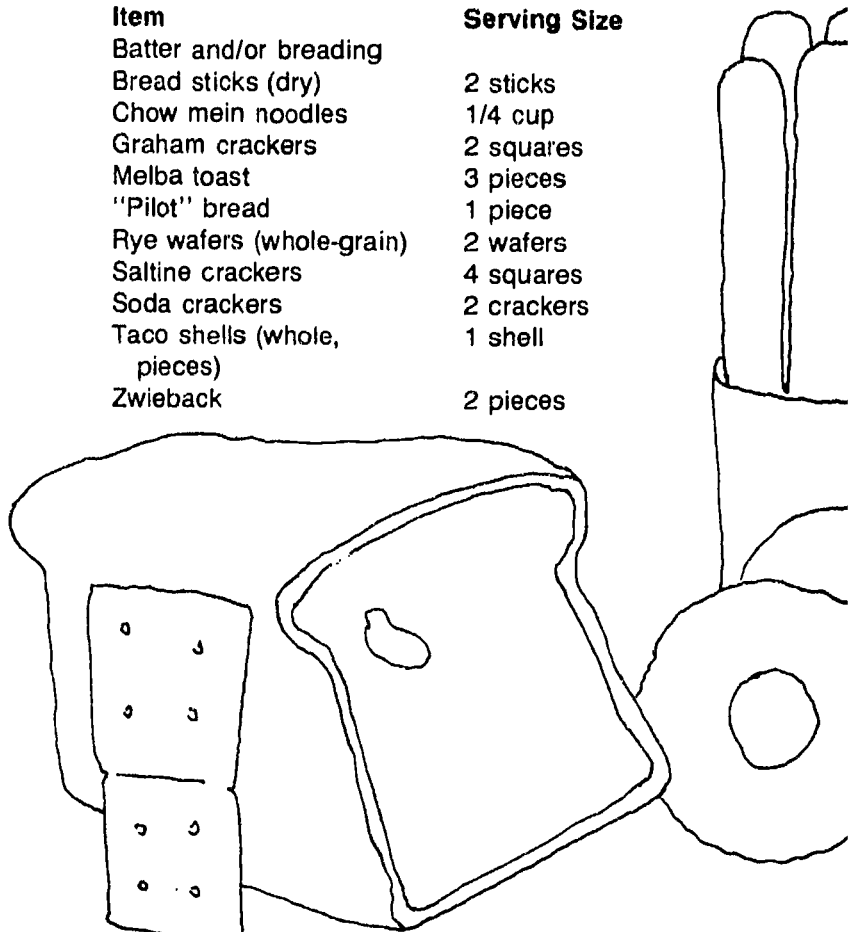 Item Serving Size
Batter and/or breading
Bread sticks (dry) 2 sticks
Chow mein noodles 1/4 cup
Graham crackers 2 squares
Melba toast 3 pieces
"Pilot" bread 1 piece
Rye wafers (whole-grain) 2 wafers
Saltine crackers 4 squares
Soda crackers 2 crackers
Taco shells (whole, 1 shell
pieces)
Zwieback 2 pieces